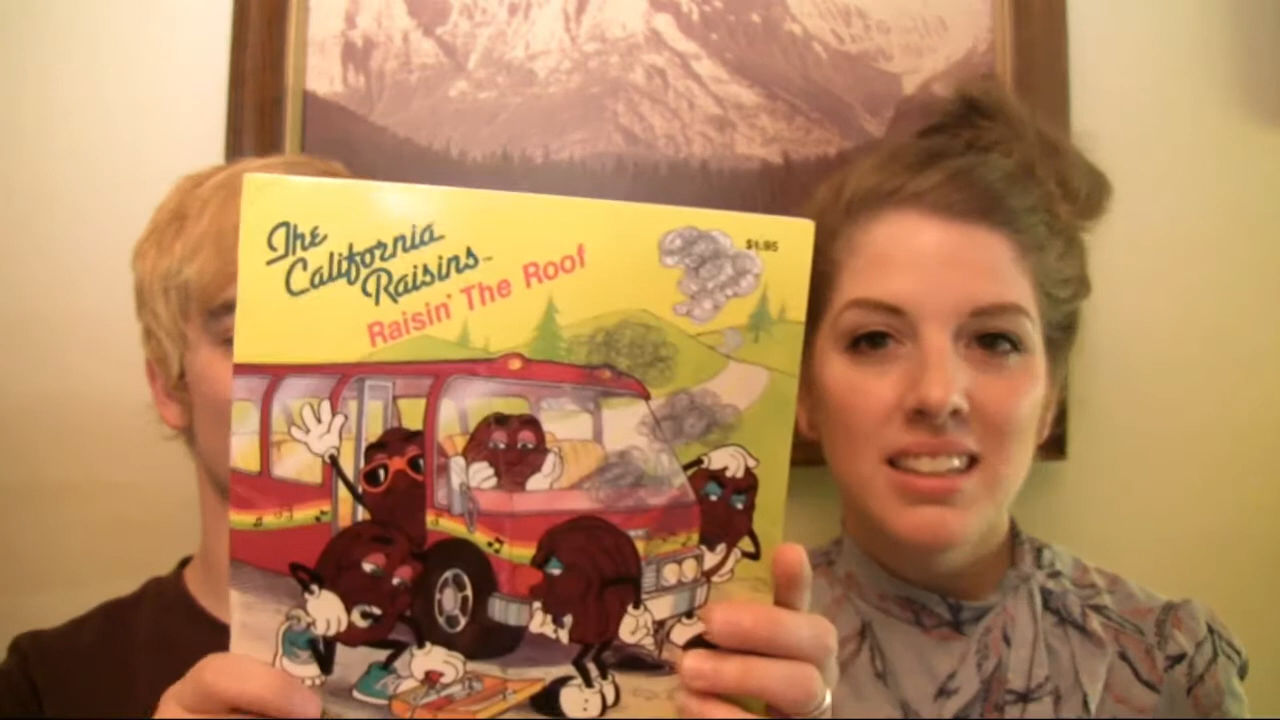 The
California
Raisins™
Raisin' The Roof
$1.95